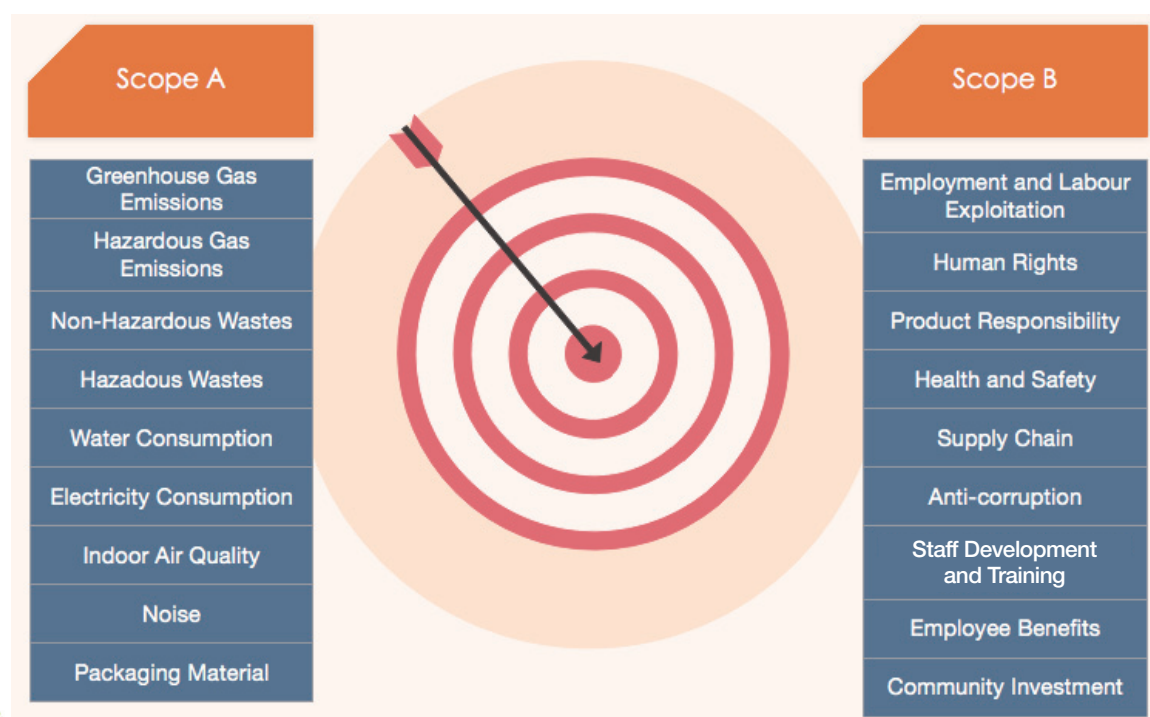 Scope A
Greenhouse Gas
Emissions
Hazardous Gas
Emissions
Non-Hazardous Wastes
Hazadous Wastes
Water Consumption
Electricity Consumption
Indoor Air Quality
Noise
Packaging Material
Scope B
Employment and Labour
Exploitation
Human Rights
Product Responsibility
Health and Safety
Supply Chain
Anti-corruption
Staff Development
and Training
Employee Benefits
Community Investment